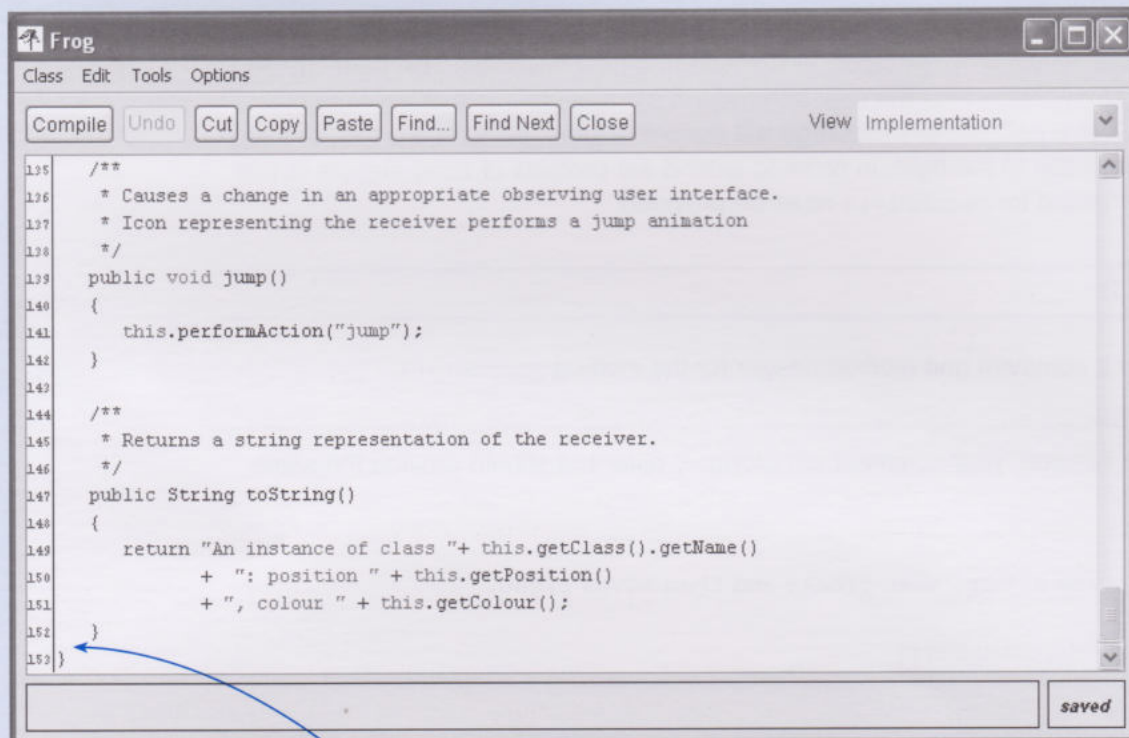 Frog
Class Edit Tools Options
Compile Undo Cut Copy Paste Find... Find Next Close View Implementation
135 /**
136 * Causes a change in an appropriate observing user interface.
137 * Icon representing the receiver performs a jump animation
138 */
139 public void jump()
140 {
141 this.performAction("jump");
142 }
143
144 /**
145 * Returns a string representation of the receiver.
146 */
147 public String toString()
148 {
149 return "An instance of class "+ this.getClass().getName()
150 + ": position " + this.getPosition()
151 + ", colour " + this.getColour();
152 }
153 }
saved